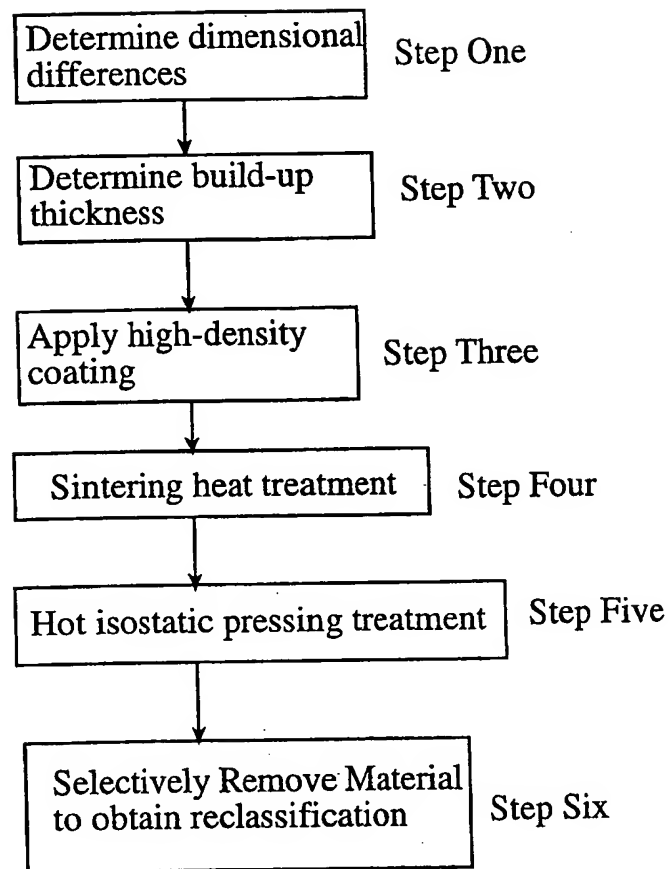 Determine dimensional
differences
Step One
Determine build-up
thickness
Step Two
Apply high-density
coating
Step Three
Sintering heat treatment
Step Four
Hot isostatic pressing treatment
Step Five
Selectively Remove Material
to obtain reclassification
Step Six